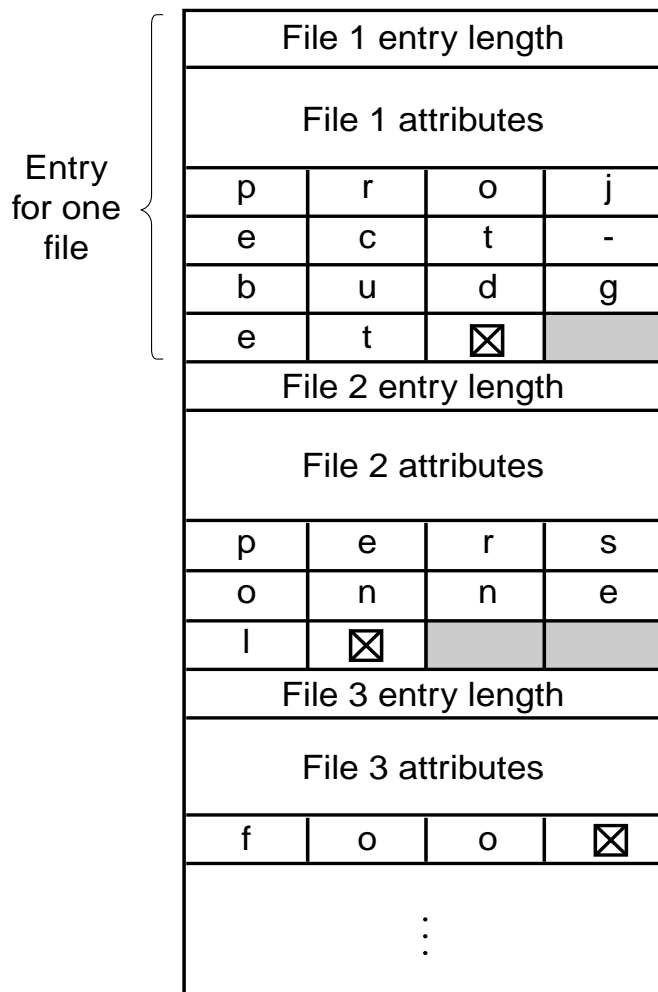 File 1 entry length
File 1 attributes
Entry
for one
file
p r o j
e c t -
b u d g
e t ☒
File 2 entry length
File 2 attributes
p e r s
o n n e
l ☒
File 3 entry length
File 3 attributes
f o o ☒
⋮